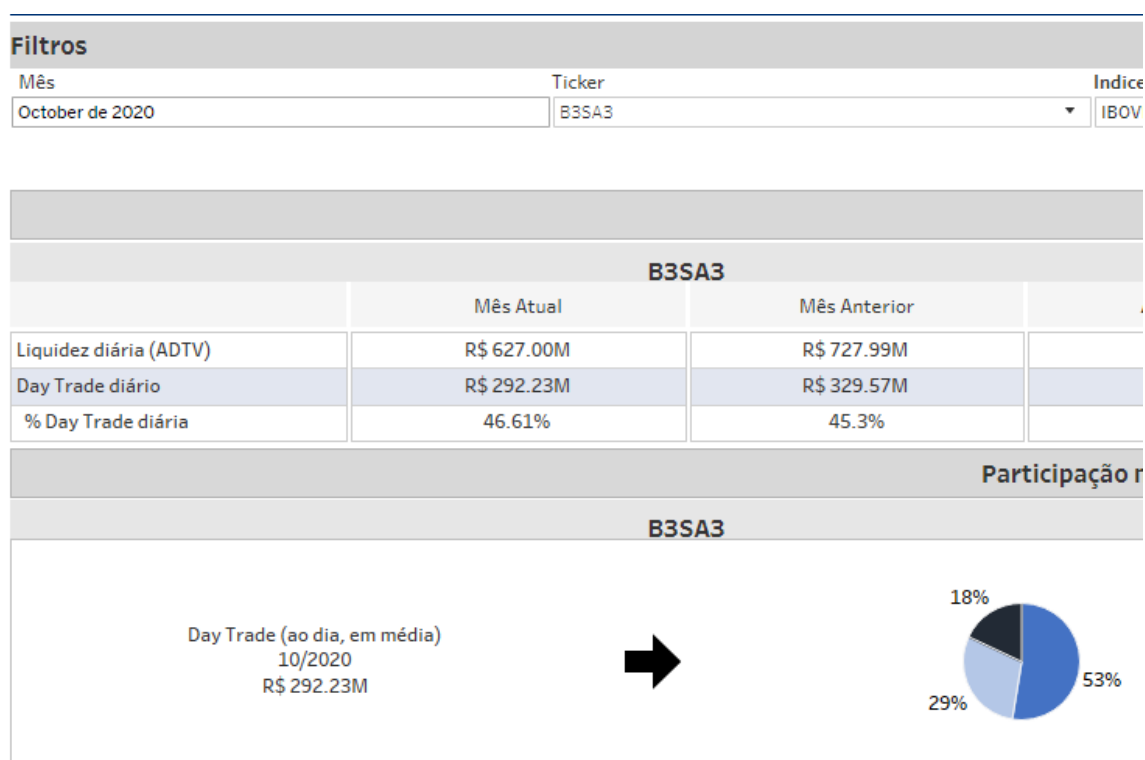 Filtros
Mês Ticker Indice
October de 2020 B3SA3 IBOV
B3SA3
Mês Atual Mês Anterior
Liquidez diária (ADTV) R$ 627.00M R$ 727.99M
Day Trade diário R$ 292.23M R$ 329.57M
% Day Trade diária 46.61% 45.3%
Participação
B3SA3
18%
Day Trade (ao dia, em média)
10/2020
R$ 292.23M
53%
29%